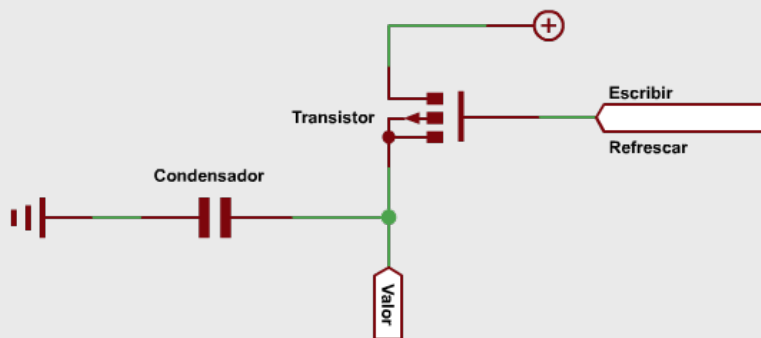 Escribir
Transistor
Refrescar
Condensador
Valor